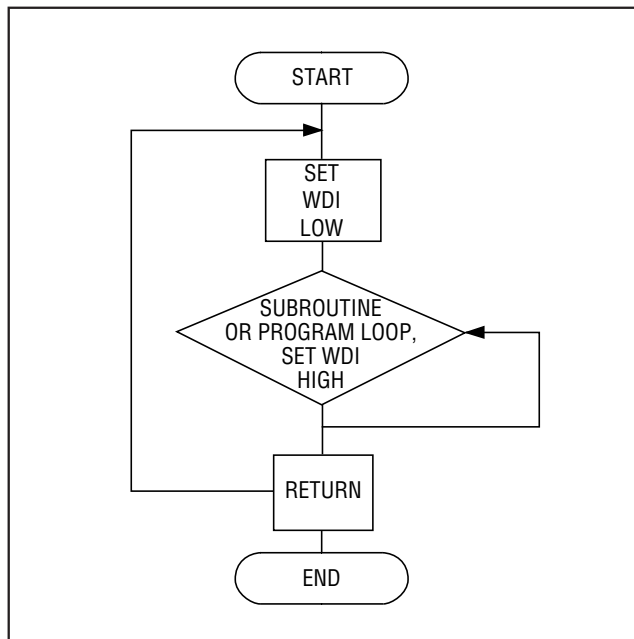 START
SET
WDI
LOW
SUBROUTINE
OR PROGRAM LOOP,
SET WDI
HIGH
RETURN
END